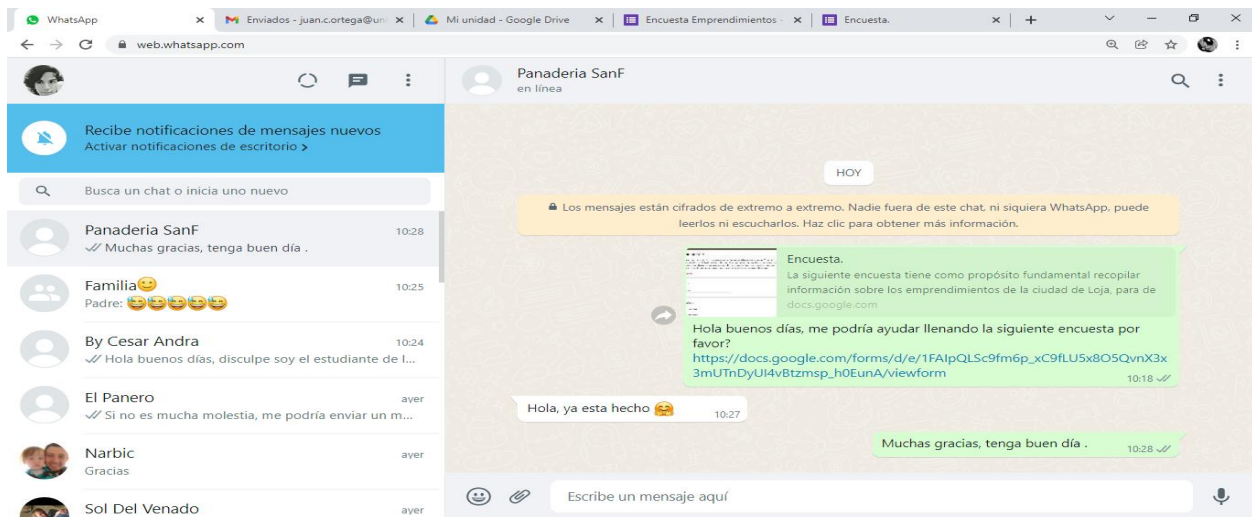 WhatsApp
Enviados - juan.c.ortega@uni
Mi unidad - Google Drive
Encuesta Emprendimientos -
Encuesta.
web.whatsapp.com
Panaderia SanF
en línea
Recibe notificaciones de mensajes nuevos
Activar notificaciones de escritorio >
Busca un chat o inicia uno nuevo
Panaderia SanF 10:28
Muchas gracias, tenga buen día .
Familia🙂 10:25
Padre: 😅😅😅😅😅
By Cesar Andra 10:24
Hola buenos días, disculpe soy el estudiante de l...
El Panero ayer
Si no es mucha molestia, me podría enviar un m...
Narbic ayer
Gracias
Sol Del Venado ayer
HOY
Los mensajes están cifrados de extremo a extremo. Nadie fuera de este chat, ni siquiera WhatsApp, puede
leerlos ni escucharlos. Haz clic para obtener más información.
Encuesta.
La siguiente encuesta tiene como propósito fundamental recopilar
información sobre los emprendimientos de la ciudad de Loja, para de
docs.google.com
Hola buenos días, me podría ayudar llenando la siguiente encuesta por
favor?
https://docs.google.com/forms/d/e/1FAIpQLSc9fm6p_xC9fLU5x8O5QvnX3x
3mUTnDyUI4vBtzmsp_h0EunA/viewform
10:18
Hola, ya esta hecho 🤗 10:27
Muchas gracias, tenga buen día . 10:28
Escribe un mensaje aquí